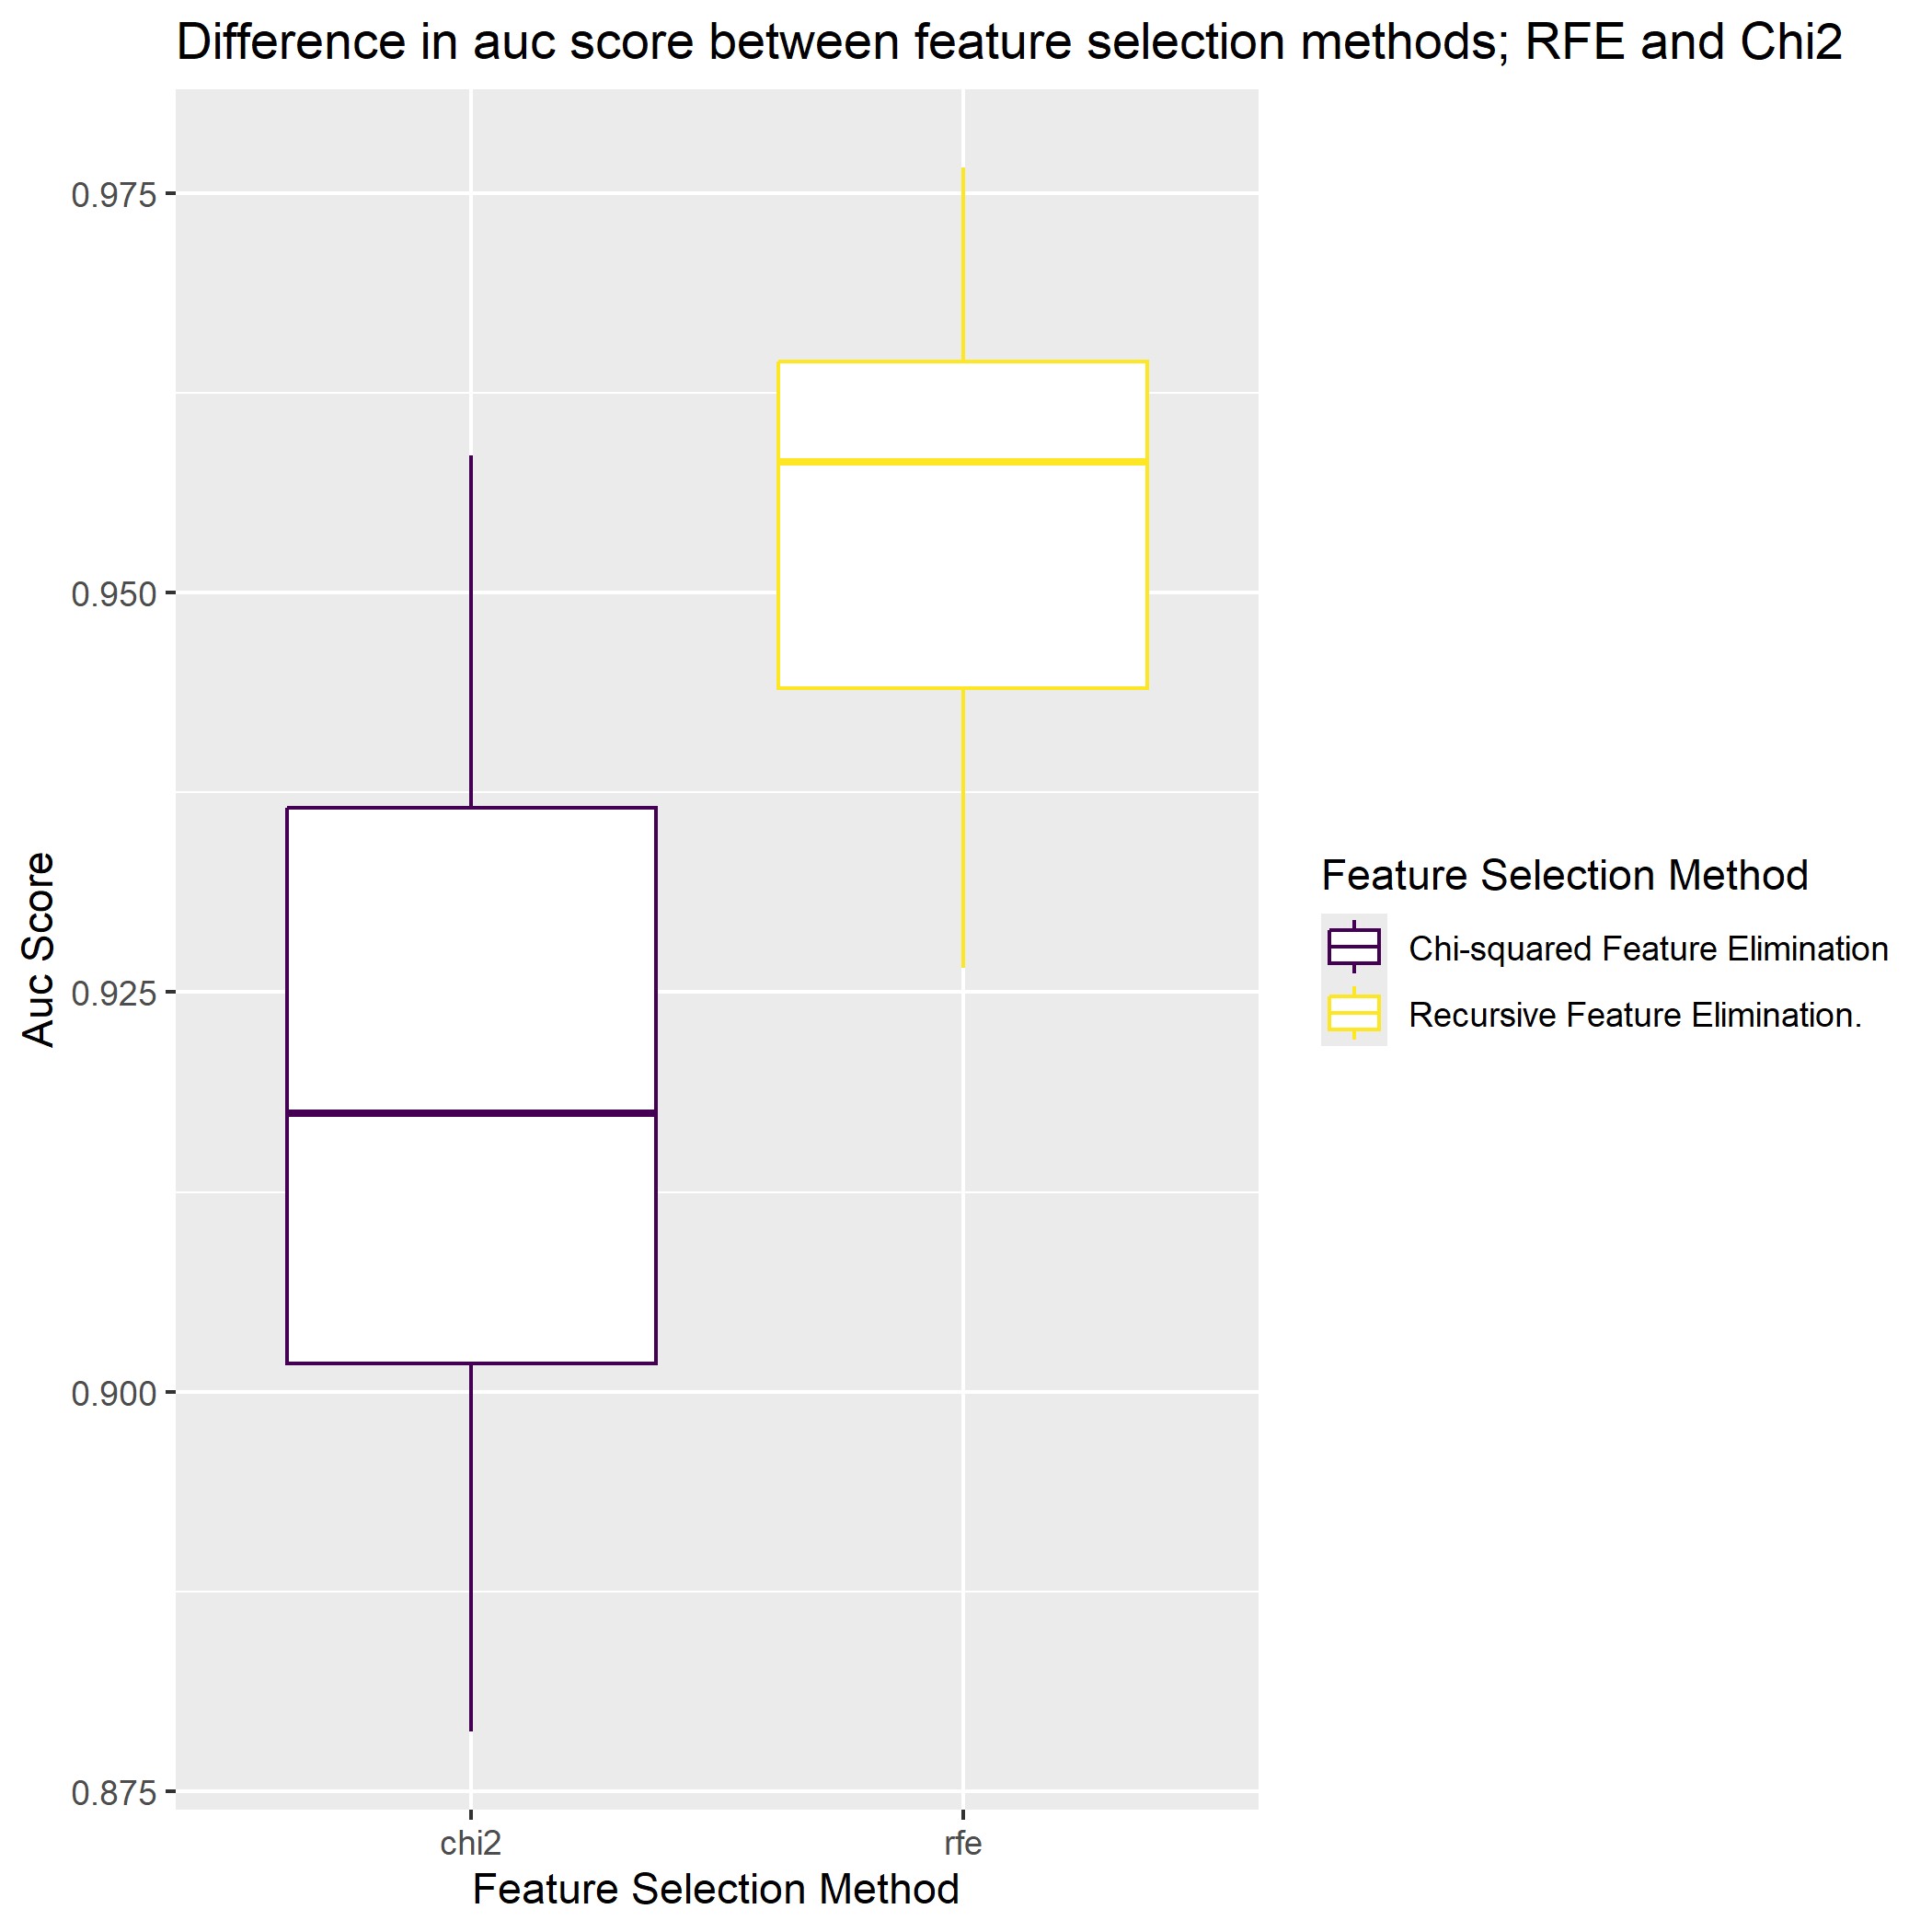 Difference in auc score between feature selection methods; RFE and Chi2
Auc Score
0.975
0.950
0.925
0.900
0.875
chi2
rfe
Feature Selection Method
Feature Selection Method
Chi-squared Feature Elimination
Recursive Feature Elimination.